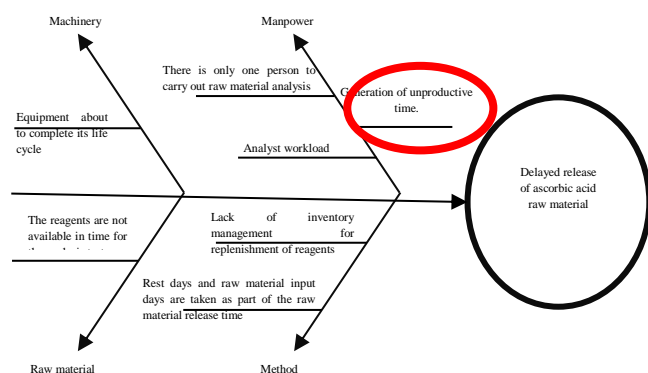 Machinery
Manpower
There is only one person to
carry out raw material analysis
Generation of unproductive
time.
Equipment about
to complete its life
cycle
Analyst workload
Delayed release
of ascorbic acid
raw material
The reagents are not
available in time for
Lack of inventory
management for
replenishment of reagents
Rest days and raw material input
days are taken as part of the raw
material release time
Raw material
Method